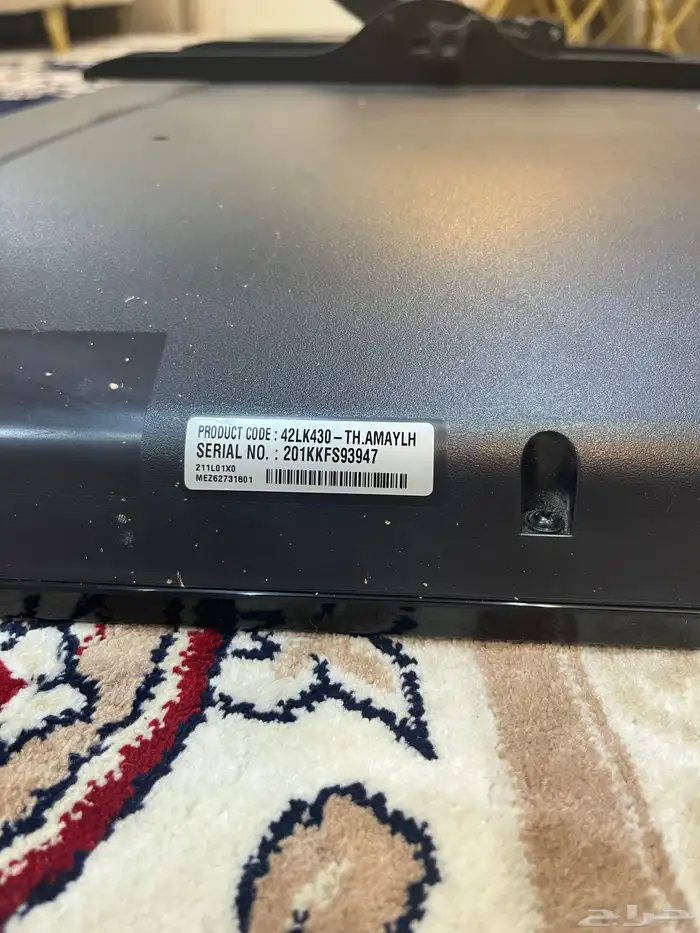 PRODUCT CODE : 42LK430-TH.AMAYLH
SERIAL NO. : 201KKFS93947
211L01X0
MEZ62731801
حراج